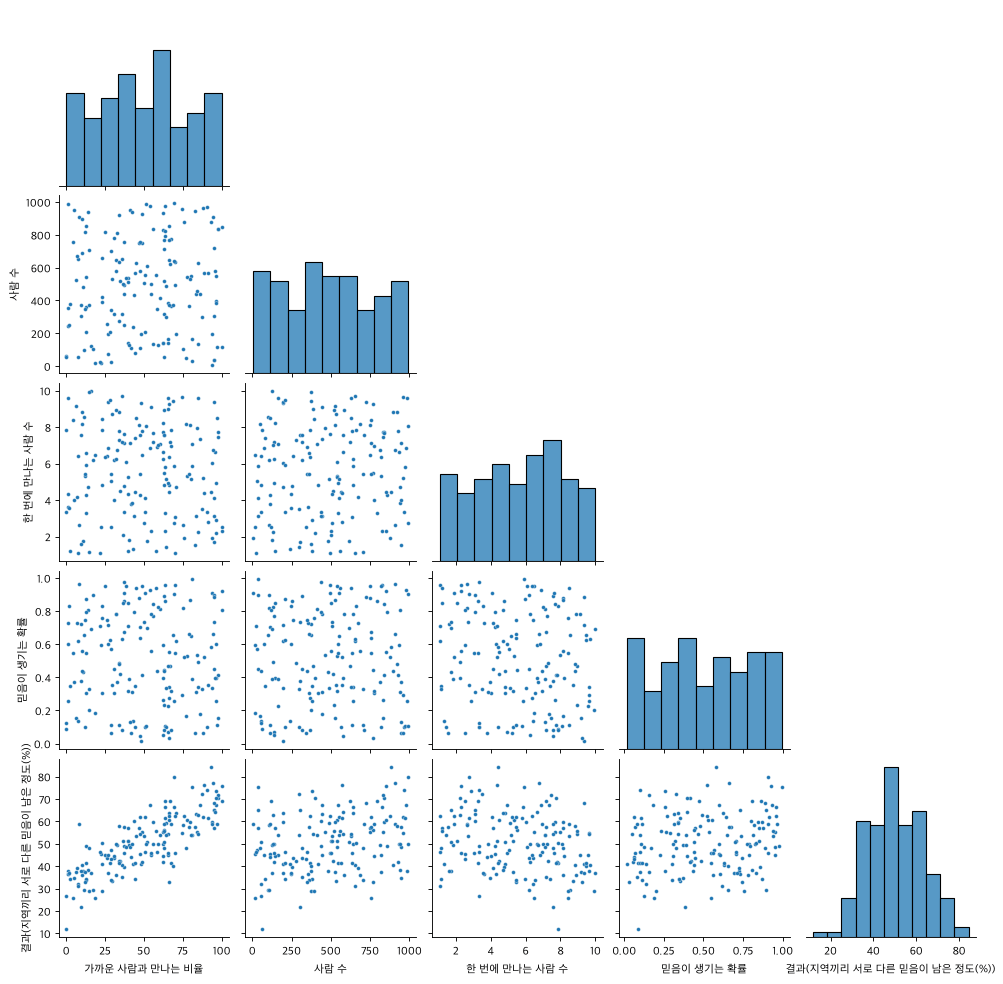 사람 수
1000
800
600
400
200
0
한 번에 만나는 사람 수
10
8
6
4
2
믿음이 생기는 확률
1.0
0.8
0.6
0.4
0.2
0.0
결과(지역끼리 서로 다른 믿음이 남은 정도(%))
80
70
60
50
40
30
20
10
0 25 50 75 100
가까운 사람과 만나는 비율
0 250 500 750 1000
사람 수
2 4 6 8 10
한 번에 만나는 사람 수
0.00 0.25 0.50 0.75 1.00
믿음이 생기는 확률
20 40 60 80
결과(지역끼리 서로 다른 믿음이 남은 정도(%))